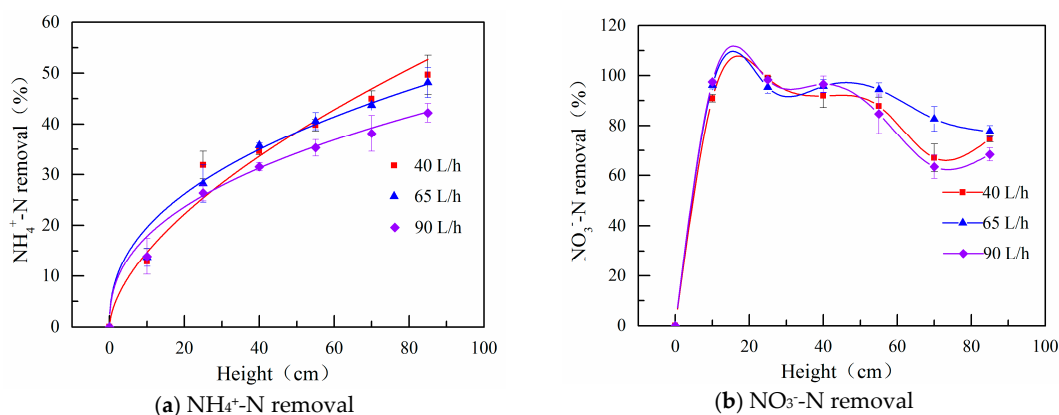 60
50
40
30
20
10
0
NH₄⁺-N removal (%)
40 L/h
65 L/h
90 L/h
0 20 40 60 80 100
Height（cm）
(a) NH₄⁺-N removal
120
100
80
60
40
20
0
NO₃⁻-N removal (%)
40 L/h
65 L/h
90 L/h
0 20 40 60 80 100
Height（cm）
(b) NO₃⁻-N removal